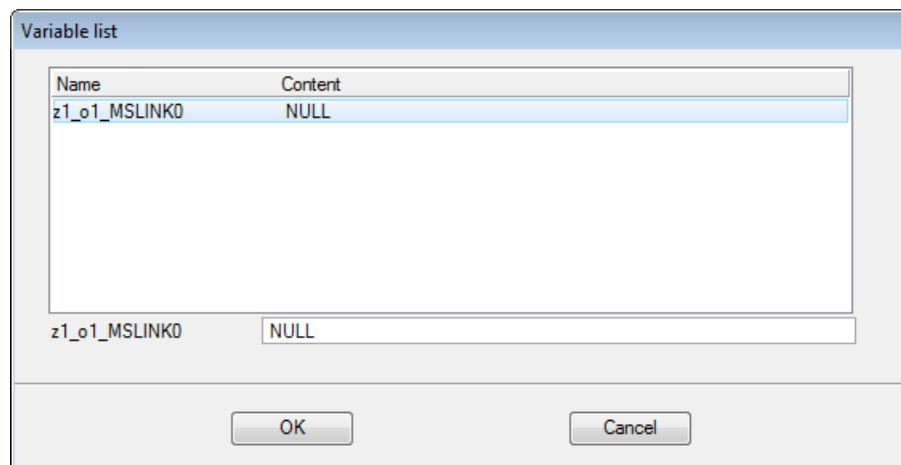 Variable list
Name Content
z1_o1_MSLINK0 NULL
z1_o1_MSLINK0 NULL
OK Cancel